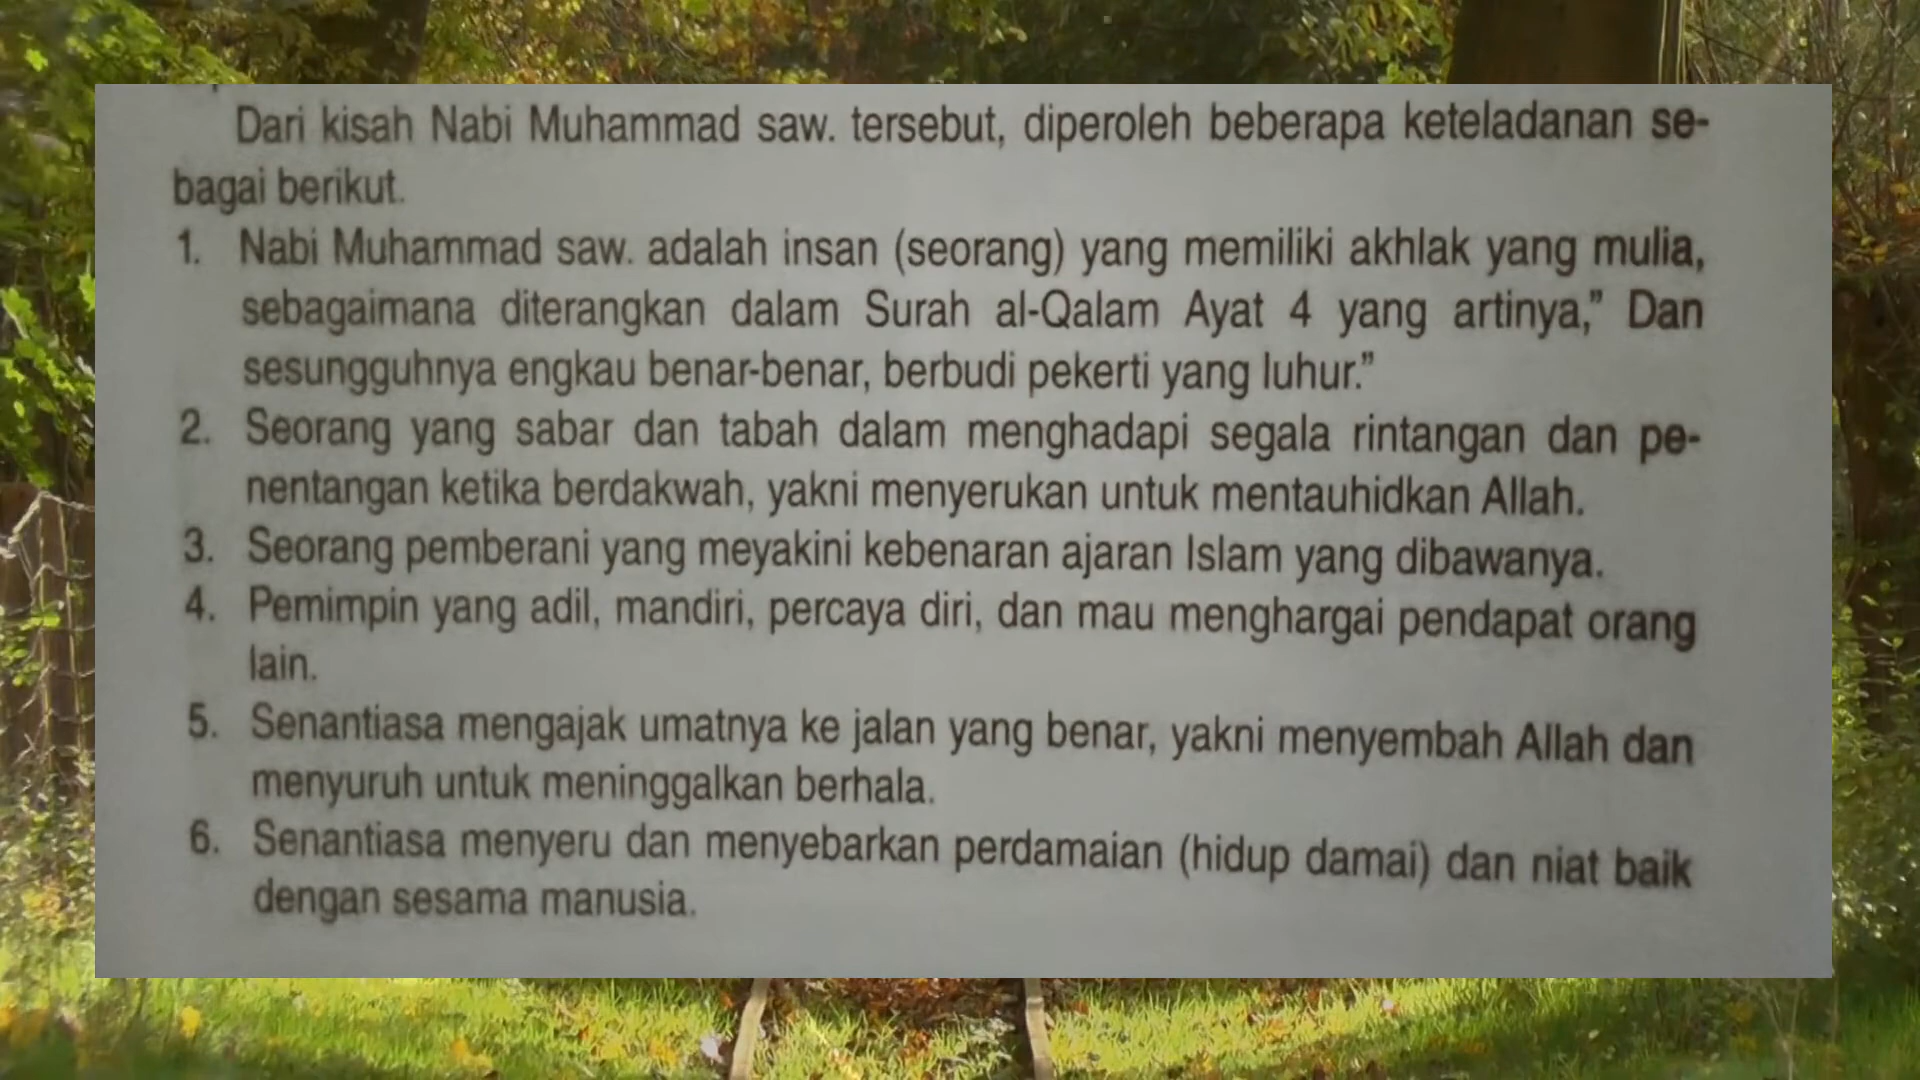 Dari kisah Nabi Muhammad saw. tersebut, diperoleh beberapa keteladanan se-
bagai berikut.
1. Nabi Muhammad saw. adalah insan (seorang) yang memiliki akhlak yang mulia,
sebagaimana diterangkan dalam Surah al-Qalam Ayat 4 yang artinya,” Dan
sesungguhnya engkau benar-benar, berbudi pekerti yang luhur.”
2. Seorang yang sabar dan tabah dalam menghadapi segala rintangan dan pe-
nentangan ketika berdakwah, yakni menyerukan untuk mentauhidkan Allah.
3. Seorang pemberani yang meyakini kebenaran ajaran Islam yang dibawanya.
4. Pemimpin yang adil, mandiri, percaya diri, dan mau menghargai pendapat orang
lain.
5. Senantiasa mengajak umatnya ke jalan yang benar, yakni menyembah Allah dan
menyuruh untuk meninggalkan berhala.
6. Senantiasa menyeru dan menyebarkan perdamaian (hidup damai) dan niat baik
dengan sesama manusia.